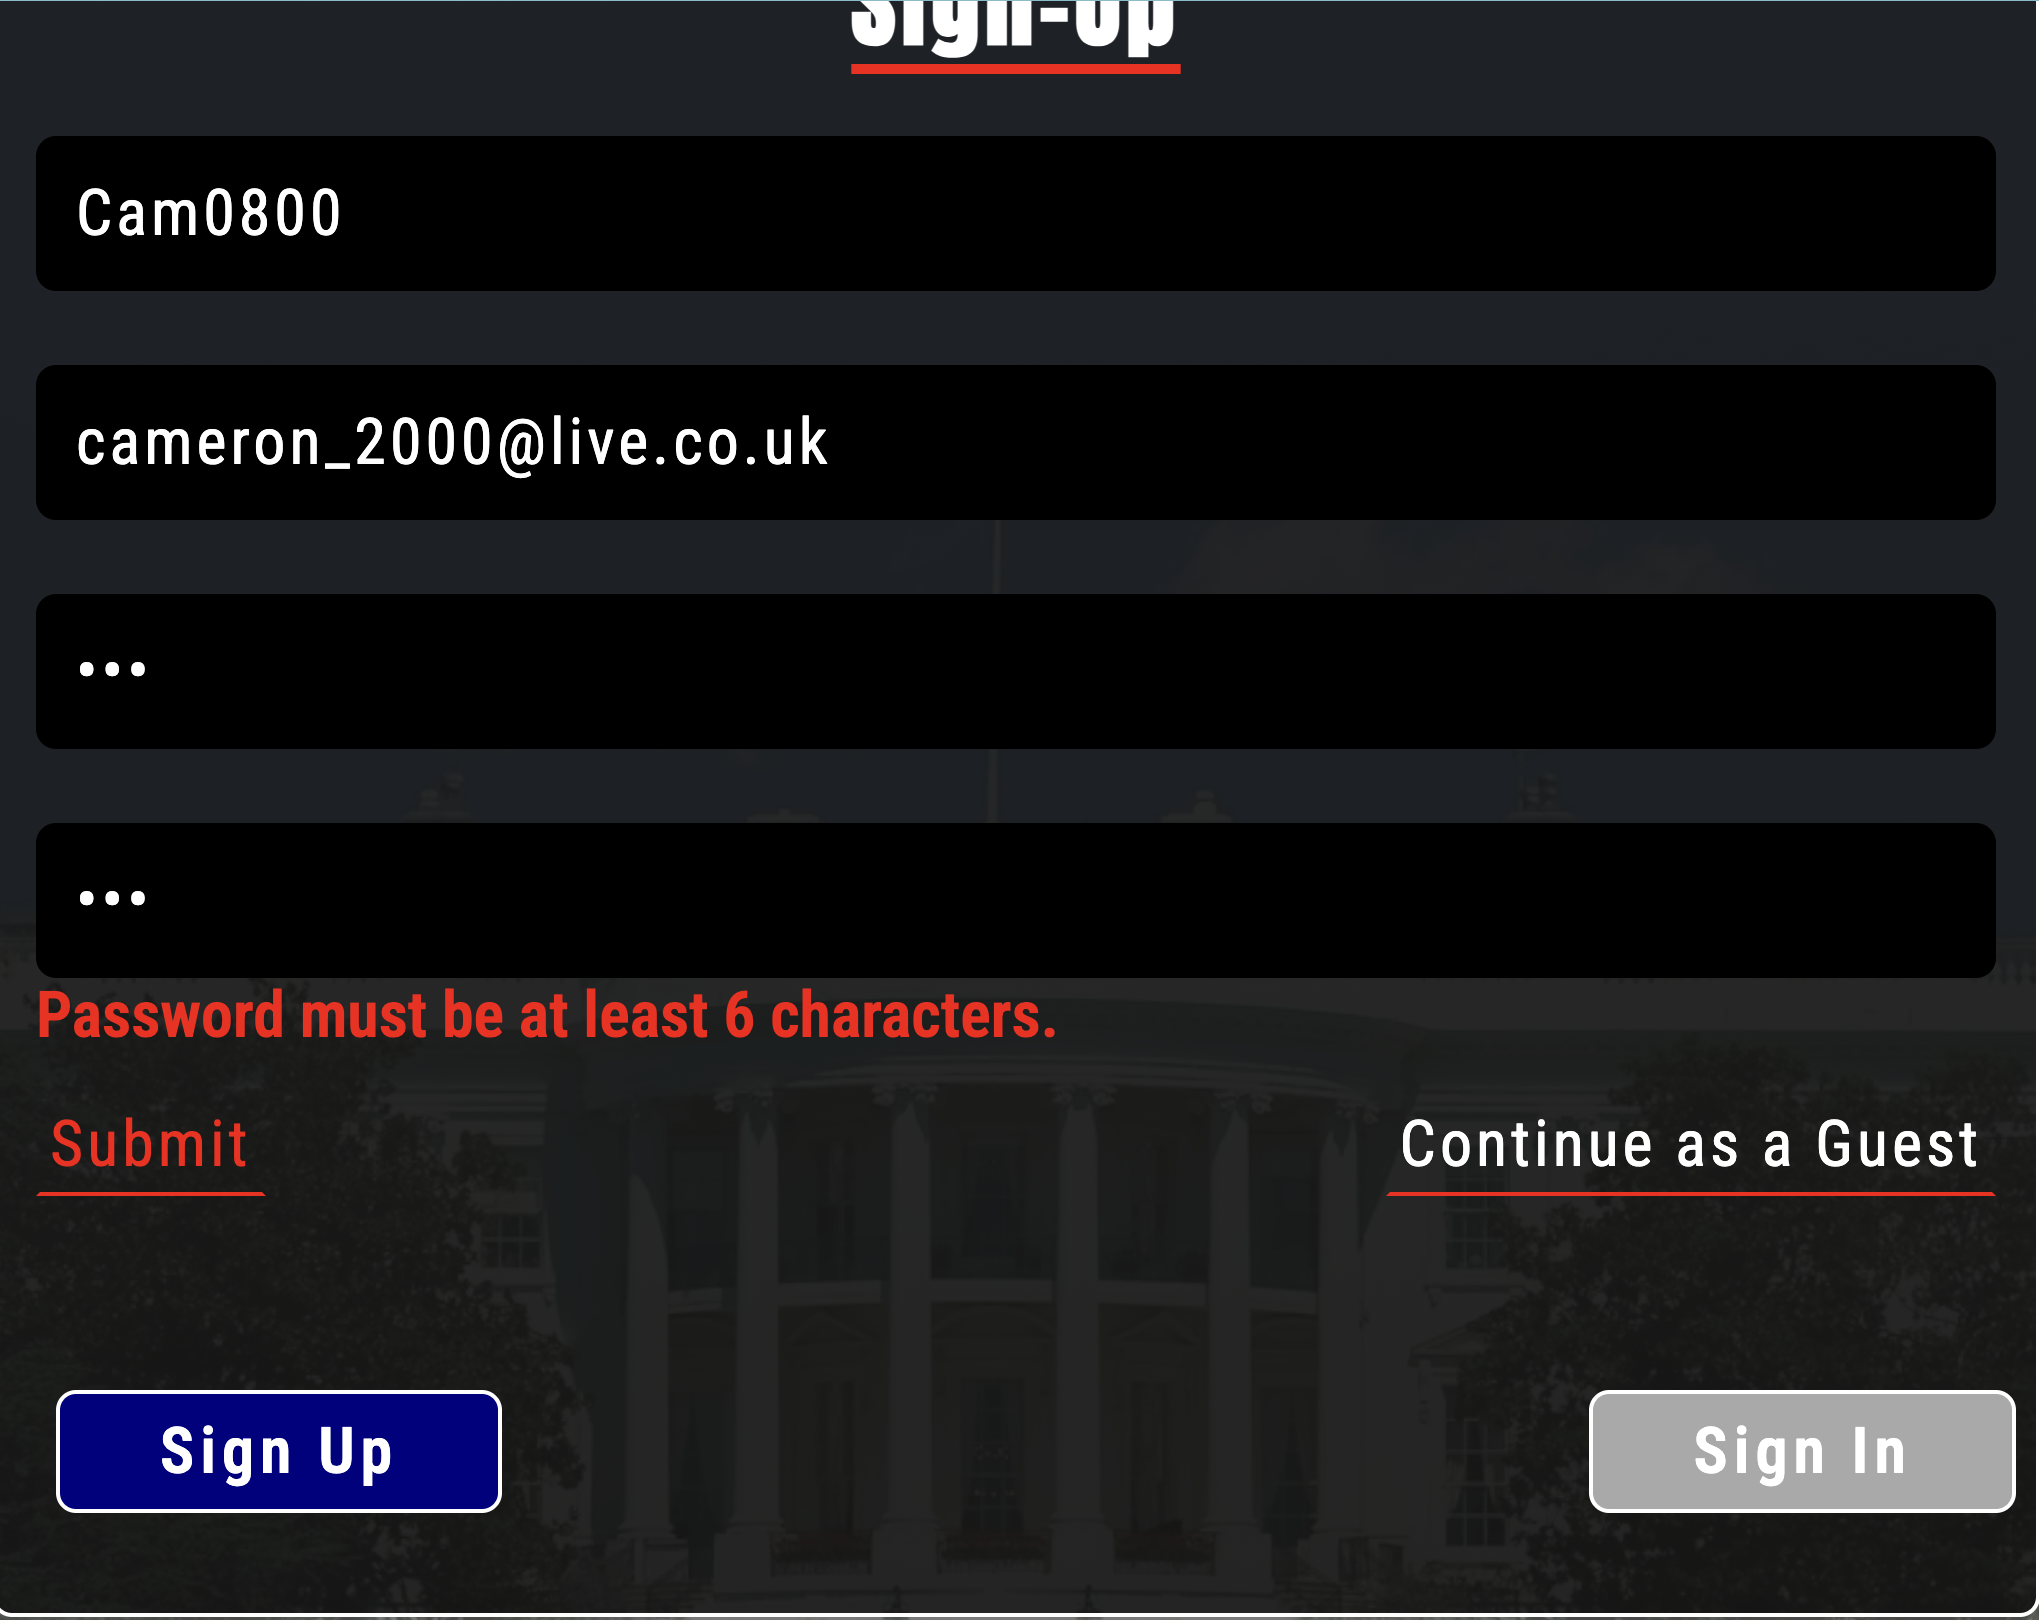 Sign-Up
Cam0800
cameron_2000@live.co.uk
•••
•••
Password must be at least 6 characters.
Submit
Continue as a Guest
Sign Up
Sign In